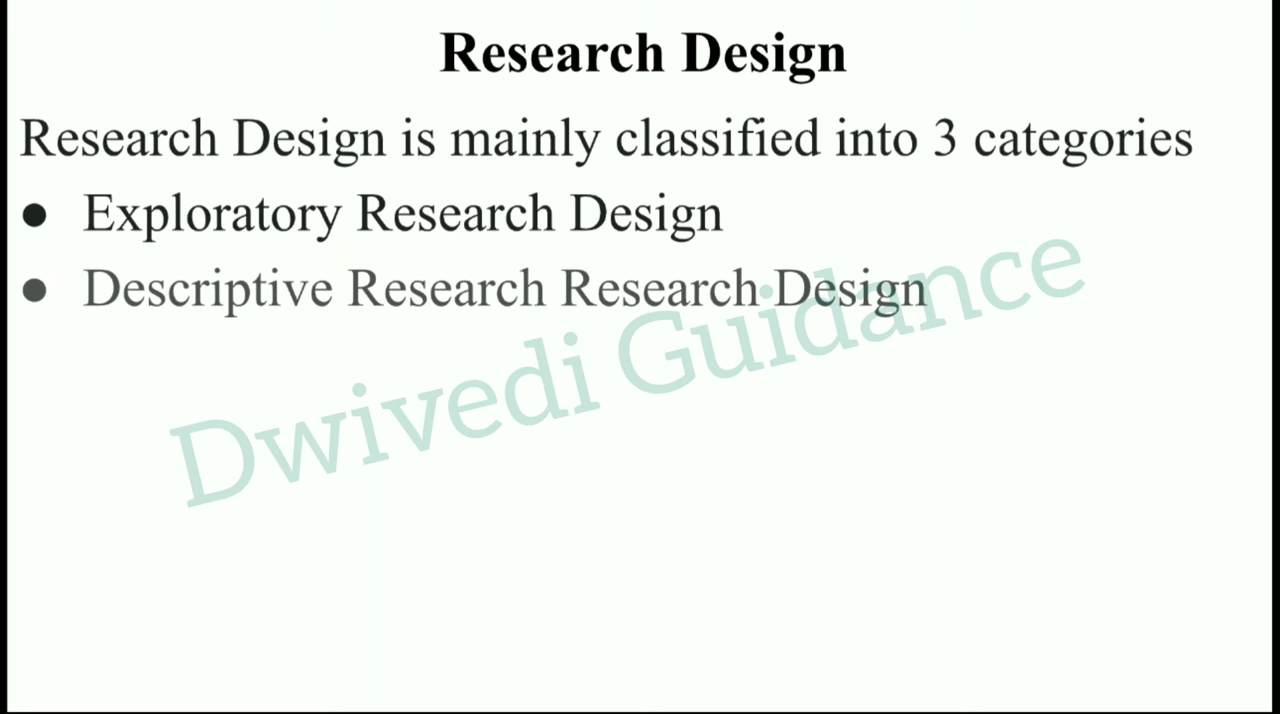 Research Design
Research Design is mainly classified into 3 categories
● Exploratory Research Design
● Descriptive Research Research Design
Dwivedi Guidance